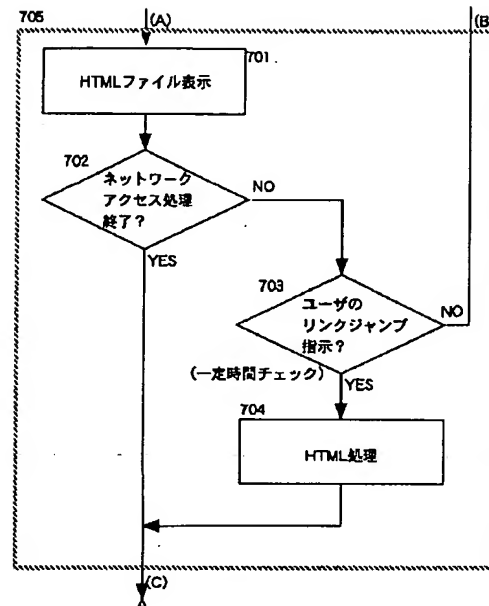 705
(A)
(B)
701
HTMLファイル表示
702
ネットワーク
アクセス処理
終了？
NO
YES
703
ユーザの
リンクジャンプ
指示？
NO
(一定時間チェック)
YES
704
HTML処理
(C)